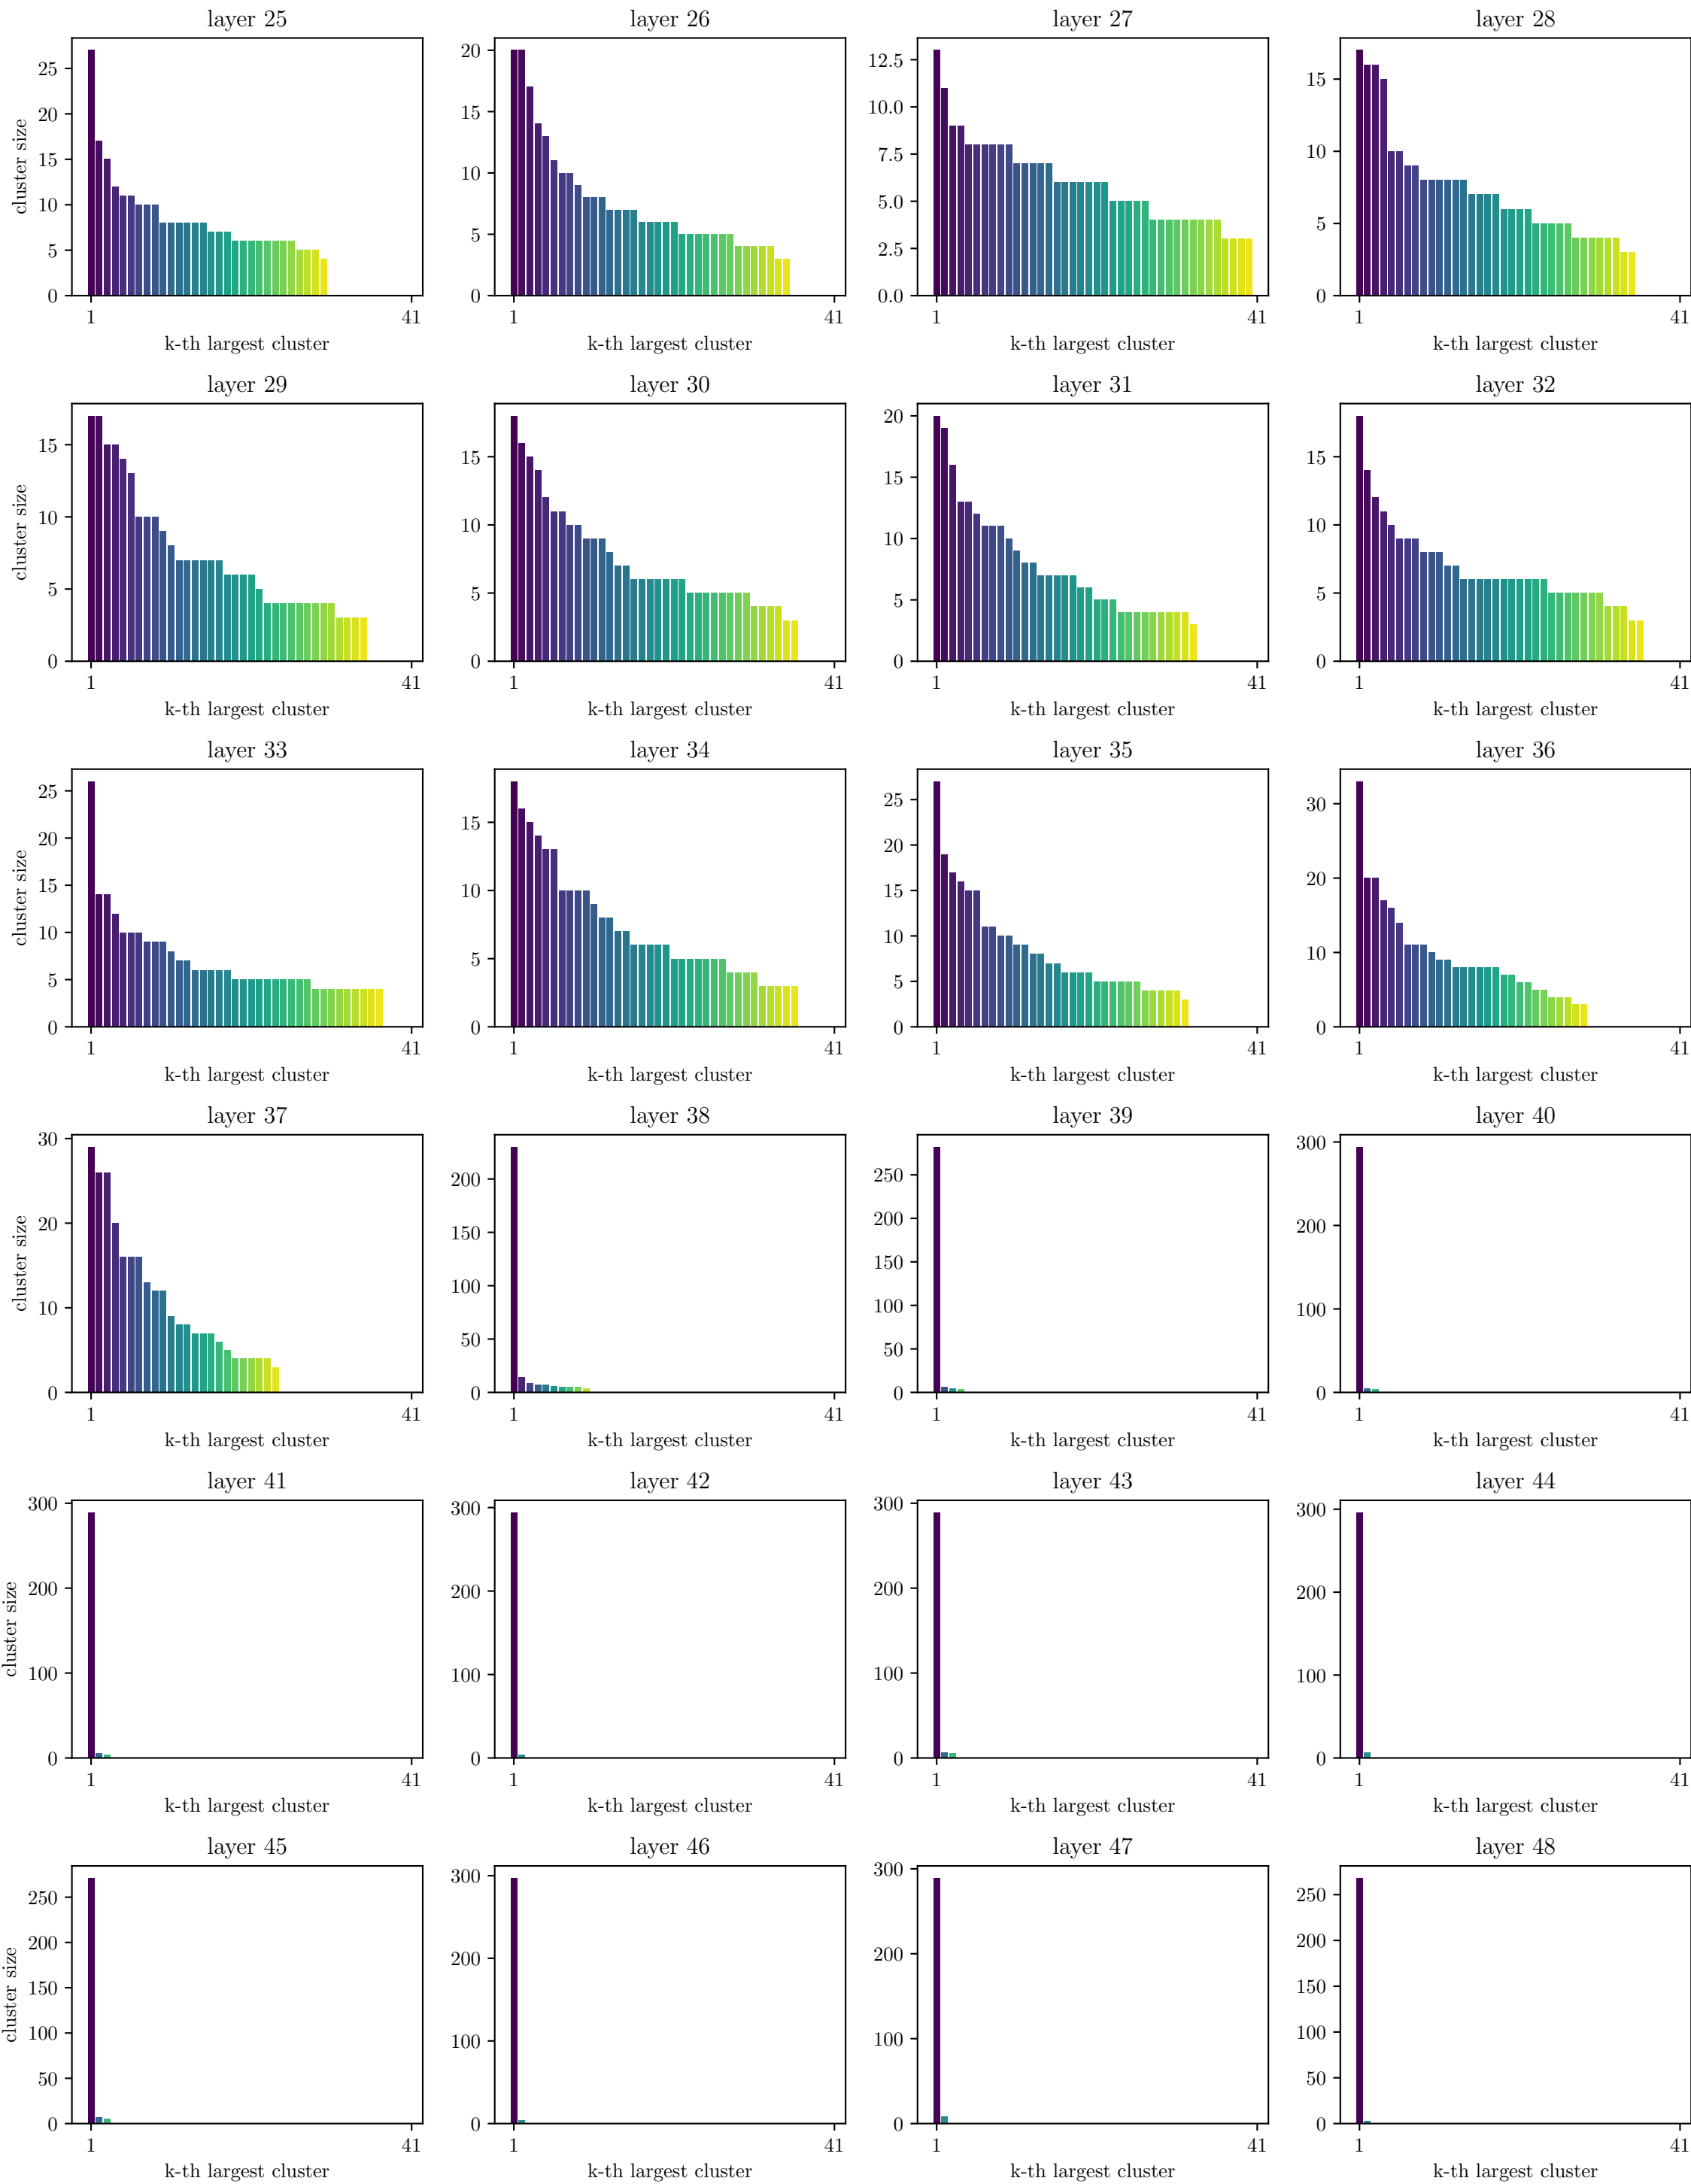 layer 25
layer 26
layer 27
layer 28
cluster size
25
20
15
10
5
0
20
15
10
5
0
12.5
10.0
7.5
5.0
2.5
0.0
15
10
5
0
1 41
1 41
1 41
1 41
k-th largest cluster
k-th largest cluster
k-th largest cluster
k-th largest cluster
layer 29
layer 30
layer 31
layer 32
cluster size
15
10
5
0
15
10
5
0
20
15
10
5
0
15
10
5
0
1 41
1 41
1 41
1 41
k-th largest cluster
k-th largest cluster
k-th largest cluster
k-th largest cluster
layer 33
layer 34
layer 35
layer 36
cluster size
25
20
15
10
5
0
15
10
5
0
25
20
15
10
5
0
30
20
10
0
1 41
1 41
1 41
1 41
k-th largest cluster
k-th largest cluster
k-th largest cluster
k-th largest cluster
layer 37
layer 38
layer 39
layer 40
cluster size
30
20
10
0
200
150
100
50
0
250
200
150
100
50
0
300
200
100
0
1 41
1 41
1 41
1 41
k-th largest cluster
k-th largest cluster
k-th largest cluster
k-th largest cluster
layer 41
layer 42
layer 43
layer 44
cluster size
300
200
100
0
300
200
100
0
300
200
100
0
300
200
100
0
1 41
1 41
1 41
1 41
k-th largest cluster
k-th largest cluster
k-th largest cluster
k-th largest cluster
layer 45
layer 46
layer 47
layer 48
cluster size
250
200
150
100
50
0
300
200
100
0
300
200
100
0
250
200
150
100
50
0
1 41
1 41
1 41
1 41
k-th largest cluster
k-th largest cluster
k-th largest cluster
k-th largest cluster